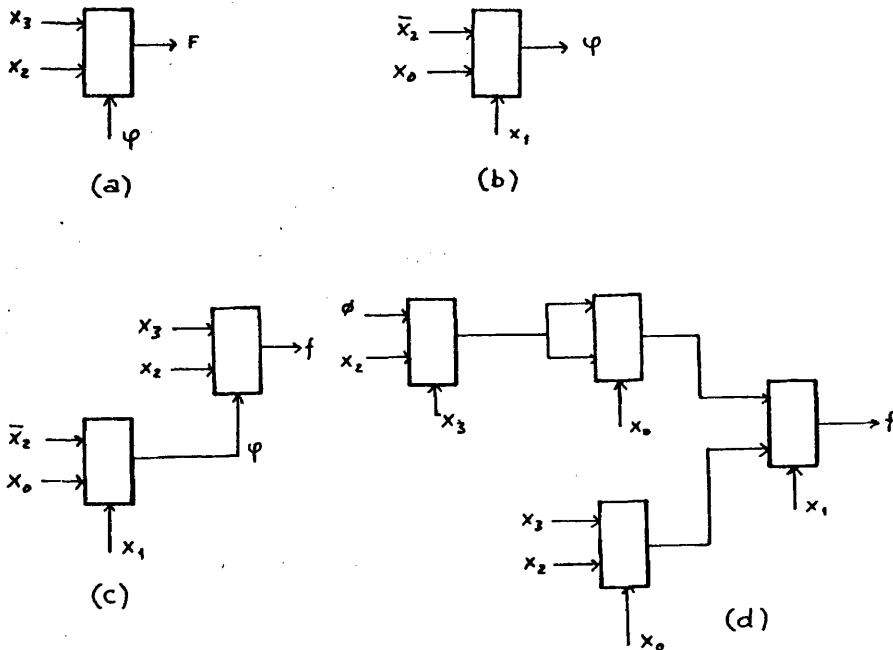 x₃
F
x₂
φ
(a)
x̅₂
φ
x₀
x₁
(b)
x₃
f
x₂
x̅₂
φ
x₀
x₁
(c)
ø
x₂
x₃
x₀
f
x₁
x₃
x₂
x₀
(d)